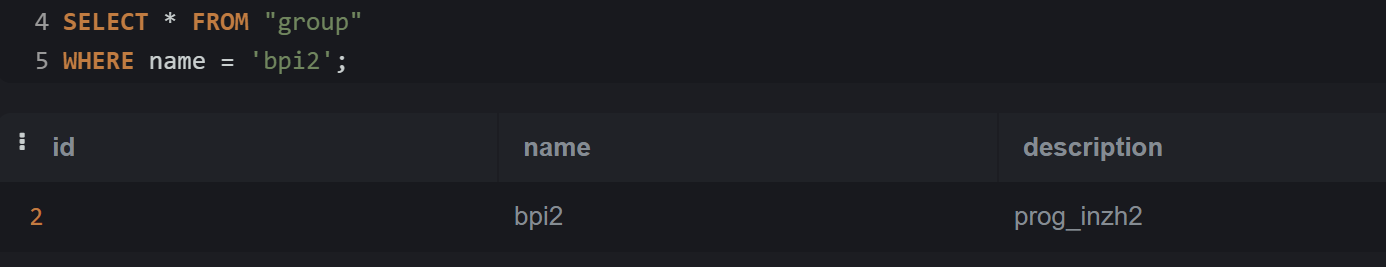 4 SELECT * FROM "group"
5 WHERE name = 'bpi2';
id name description
2 bpi2 prog_inzh2